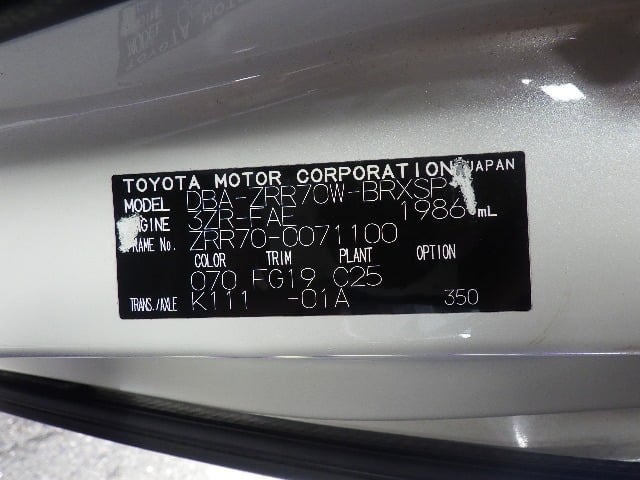 TOYOTA MOTOR CORPORATION JAPAN
MODEL DBA-ZRR70W-BRXSP
ENGINE 3ZR-FAE 1986 mL
FRAME No. ZRR70-0071100
COLOR TRIM PLANT OPTION
070 FG19 C25
TRANS./AXLE K111 -01A 350